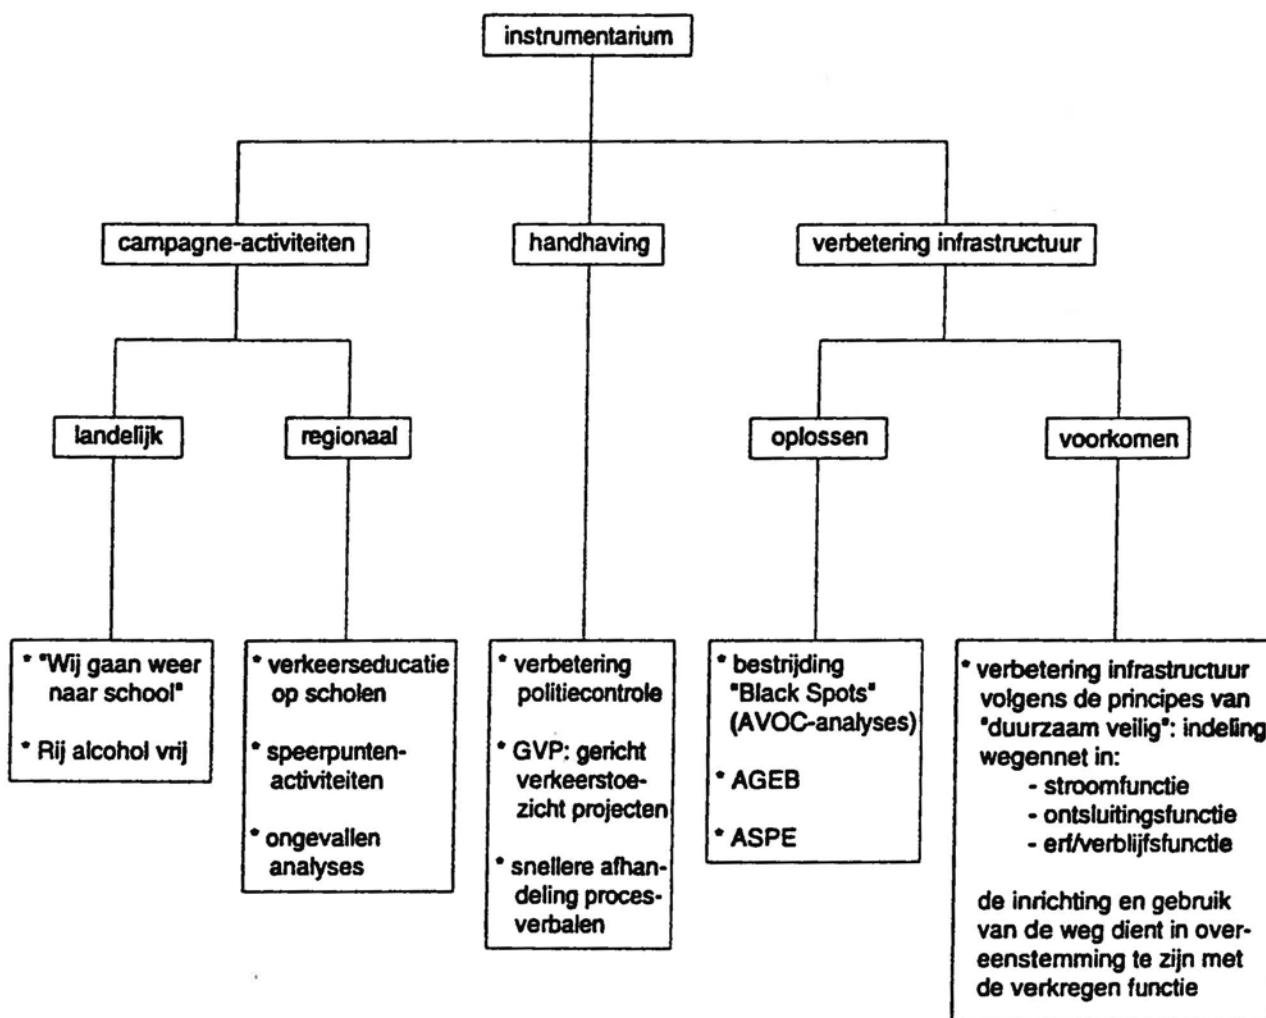 instrumentarium
campagne-activiteiten
handhaving
verbetering infrastructuur
landelijk
regionaal
oplossen
voorkomen
* "Wij gaan weer
naar school"
* Rij alcohol vrij
* verkeerseducatie
op scholen
* speerpunten-
activiteiten
* ongevallen
analyses
* verbetering
politiecontrole
* GVP: gericht
verkeerstoe-
zicht projecten
* snellere afhan-
deling proces-
verbalen
* bestrijding
"Black Spots"
(AVOC-analyses)
* AGEB
* ASPE
* verbetering infrastructuur
volgens de principes van
"duurzaam veilig": indeling
wegennet in:
- stroomfunctie
- ontsluitingsfunctie
- erf/verblijfsfunctie
de inrichting en gebruik
van de weg dient in over-
eenstemming te zijn met
de verkregen functie